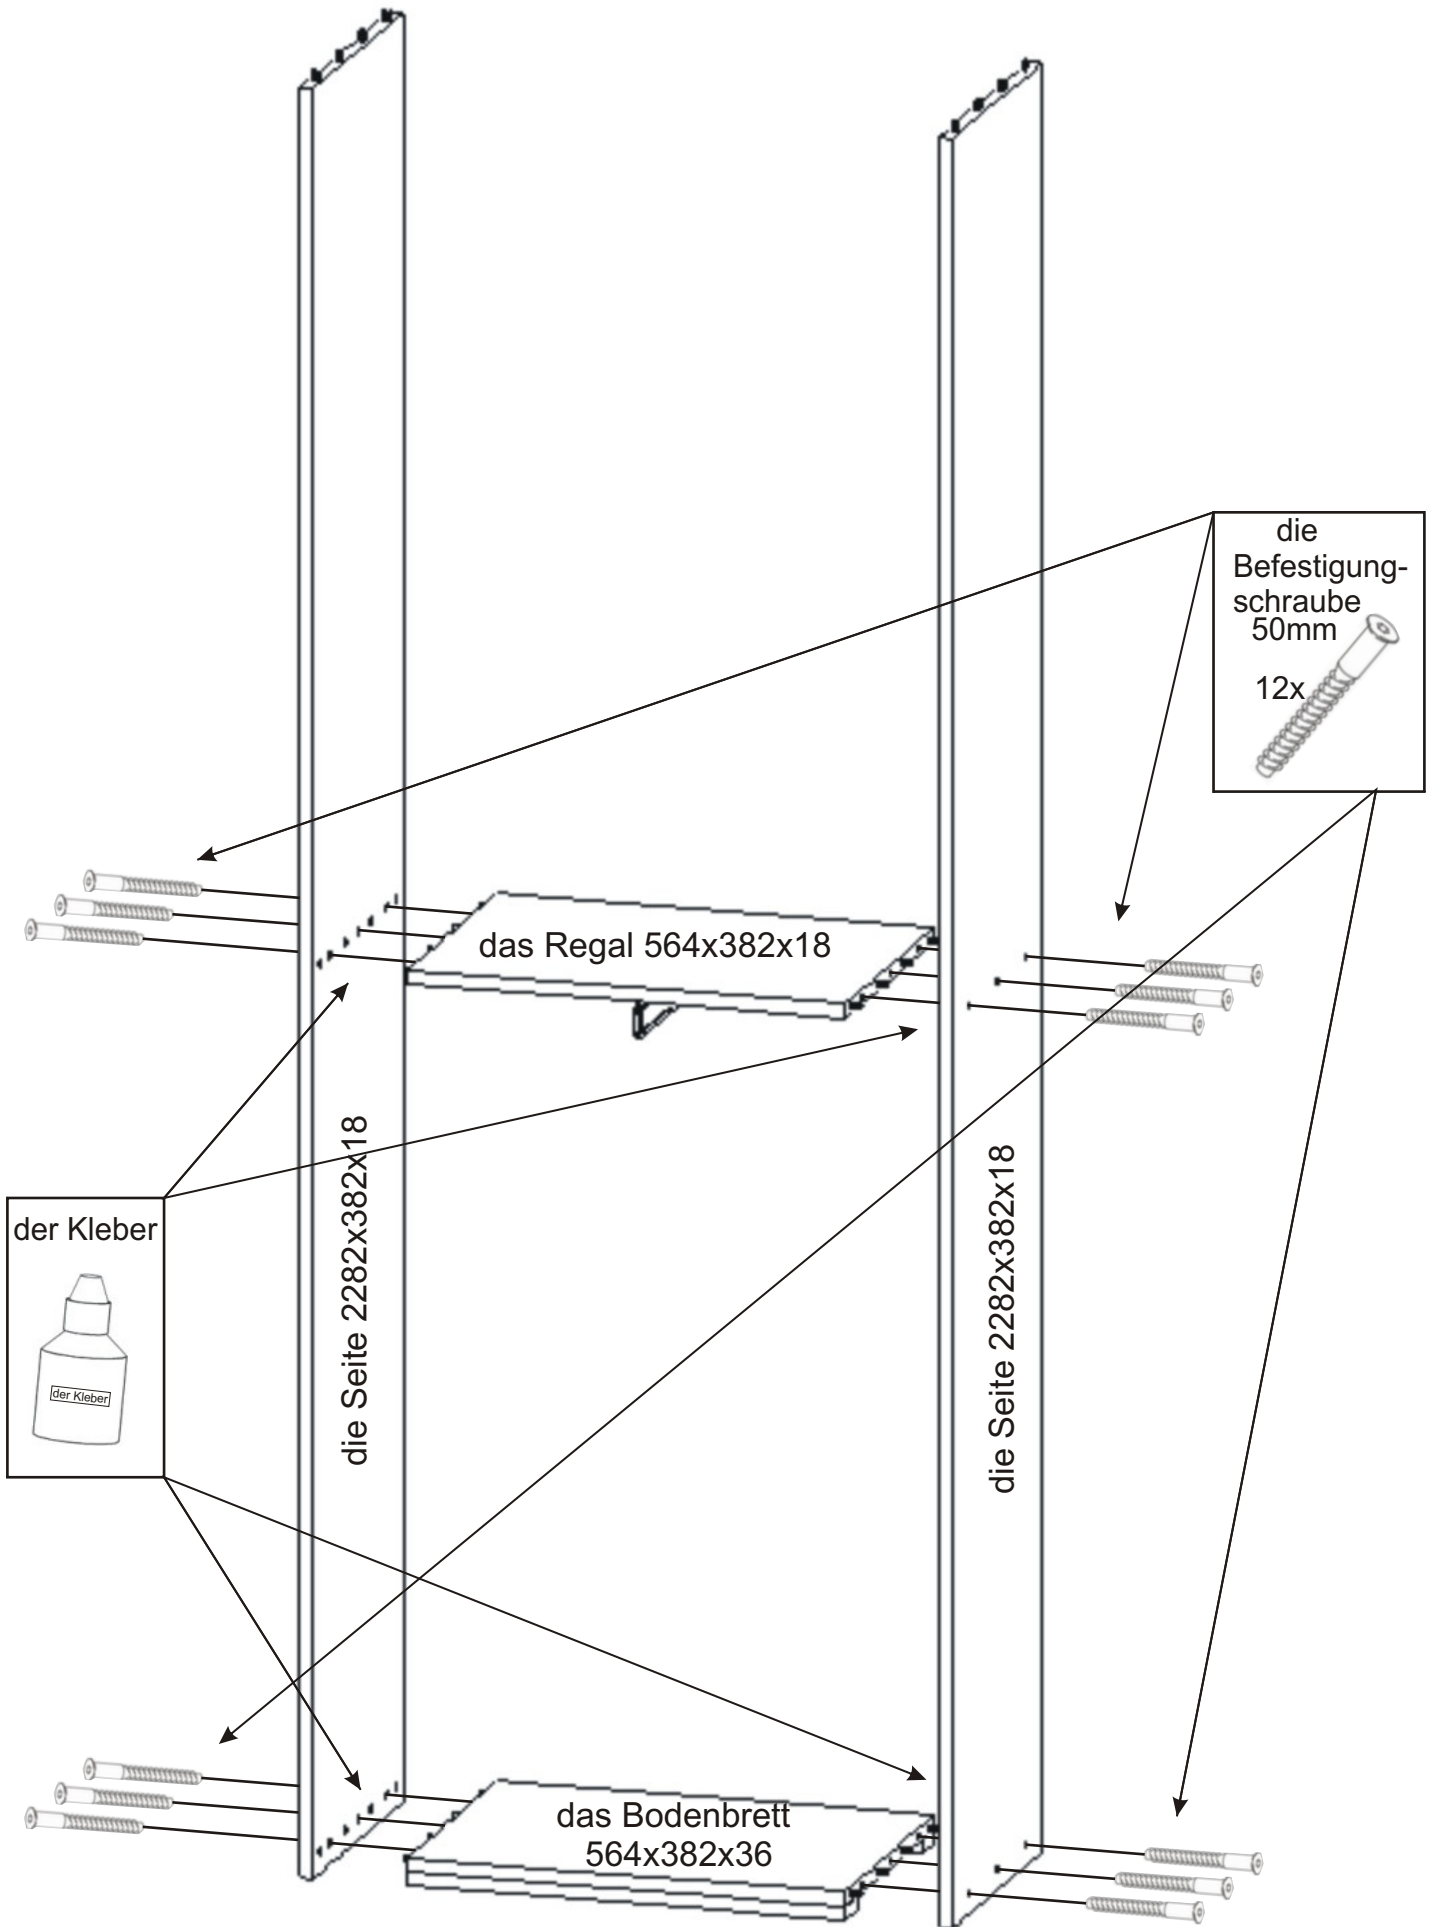 die
Befestigung-
schraube
50mm
12x
das Regal 564x382x18
die Seite 2282x382x18
die Seite 2282x382x18
der Kleber
der Kleber
das Bodenbrett
564x382x36